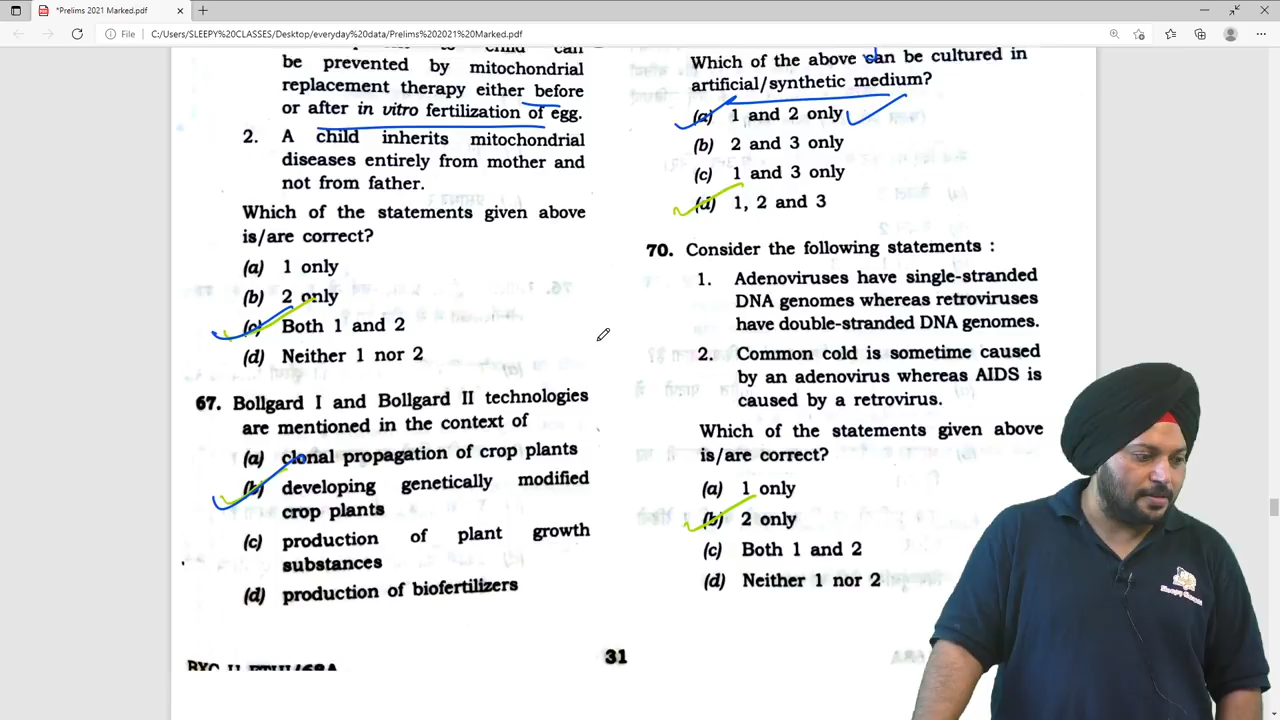 *Prelims 2021 Marked.pdf
File
C:/Users/SLEEPY%20CLASSES/Desktop/everyday%20data/Prelims%202021%20Marked.pdf
to child can
be prevented by mitochondrial
replacement therapy either before
or after in vitro fertilization of egg.
2. A child inherits mitochondrial
diseases entirely from mother and
not from father.
Which of the statements given above
is/are correct?
(a) 1 only
(b) 2 only
(c) Both 1 and 2
(d) Neither 1 nor 2
67. Bollgard I and Bollgard II technologies
are mentioned in the context of
(a) clonal propagation of crop plants
(b) developing genetically modified
crop plants
(c) production of plant growth
substances
(d) production of biofertilizers
Which of the above can be cultured in
artificial/synthetic medium?
(a) 1 and 2 only
(b) 2 and 3 only
(c) 1 and 3 only
(d) 1, 2 and 3
70. Consider the following statements :
1. Adenoviruses have single-stranded
DNA genomes whereas retroviruses
have double-stranded DNA genomes.
2. Common cold is sometime caused
by an adenovirus whereas AIDS is
caused by a retrovirus.
Which of the statements given above
is/are correct?
(a) 1 only
(b) 2 only
(c) Both 1 and 2
(d) Neither 1 nor 2
31